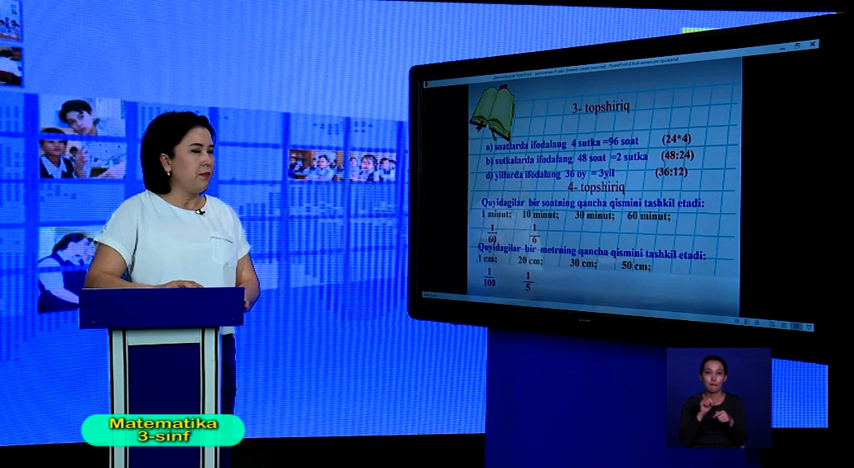 3- topshiriq
a) soatlarda ifodalang 4 sutka =96 soat (24*4)
b) sutkalarda ifodalang 48 soat =2 sutka (48:24)
d) yillarda ifodalang 36 oy = 3yil (36:12)
4- topshiriq
Quyidagilar bir soatning qancha qismini tashkil etadi:
1 minut; 10 minut; 30 minut; 60 minut;
1/60 1/6
Quyidagilar bir metrning qancha qismini tashkil etadi:
1 cm; 20 cm; 30 cm; 50 cm;
1/100 1/5
Matematika
3-sinf